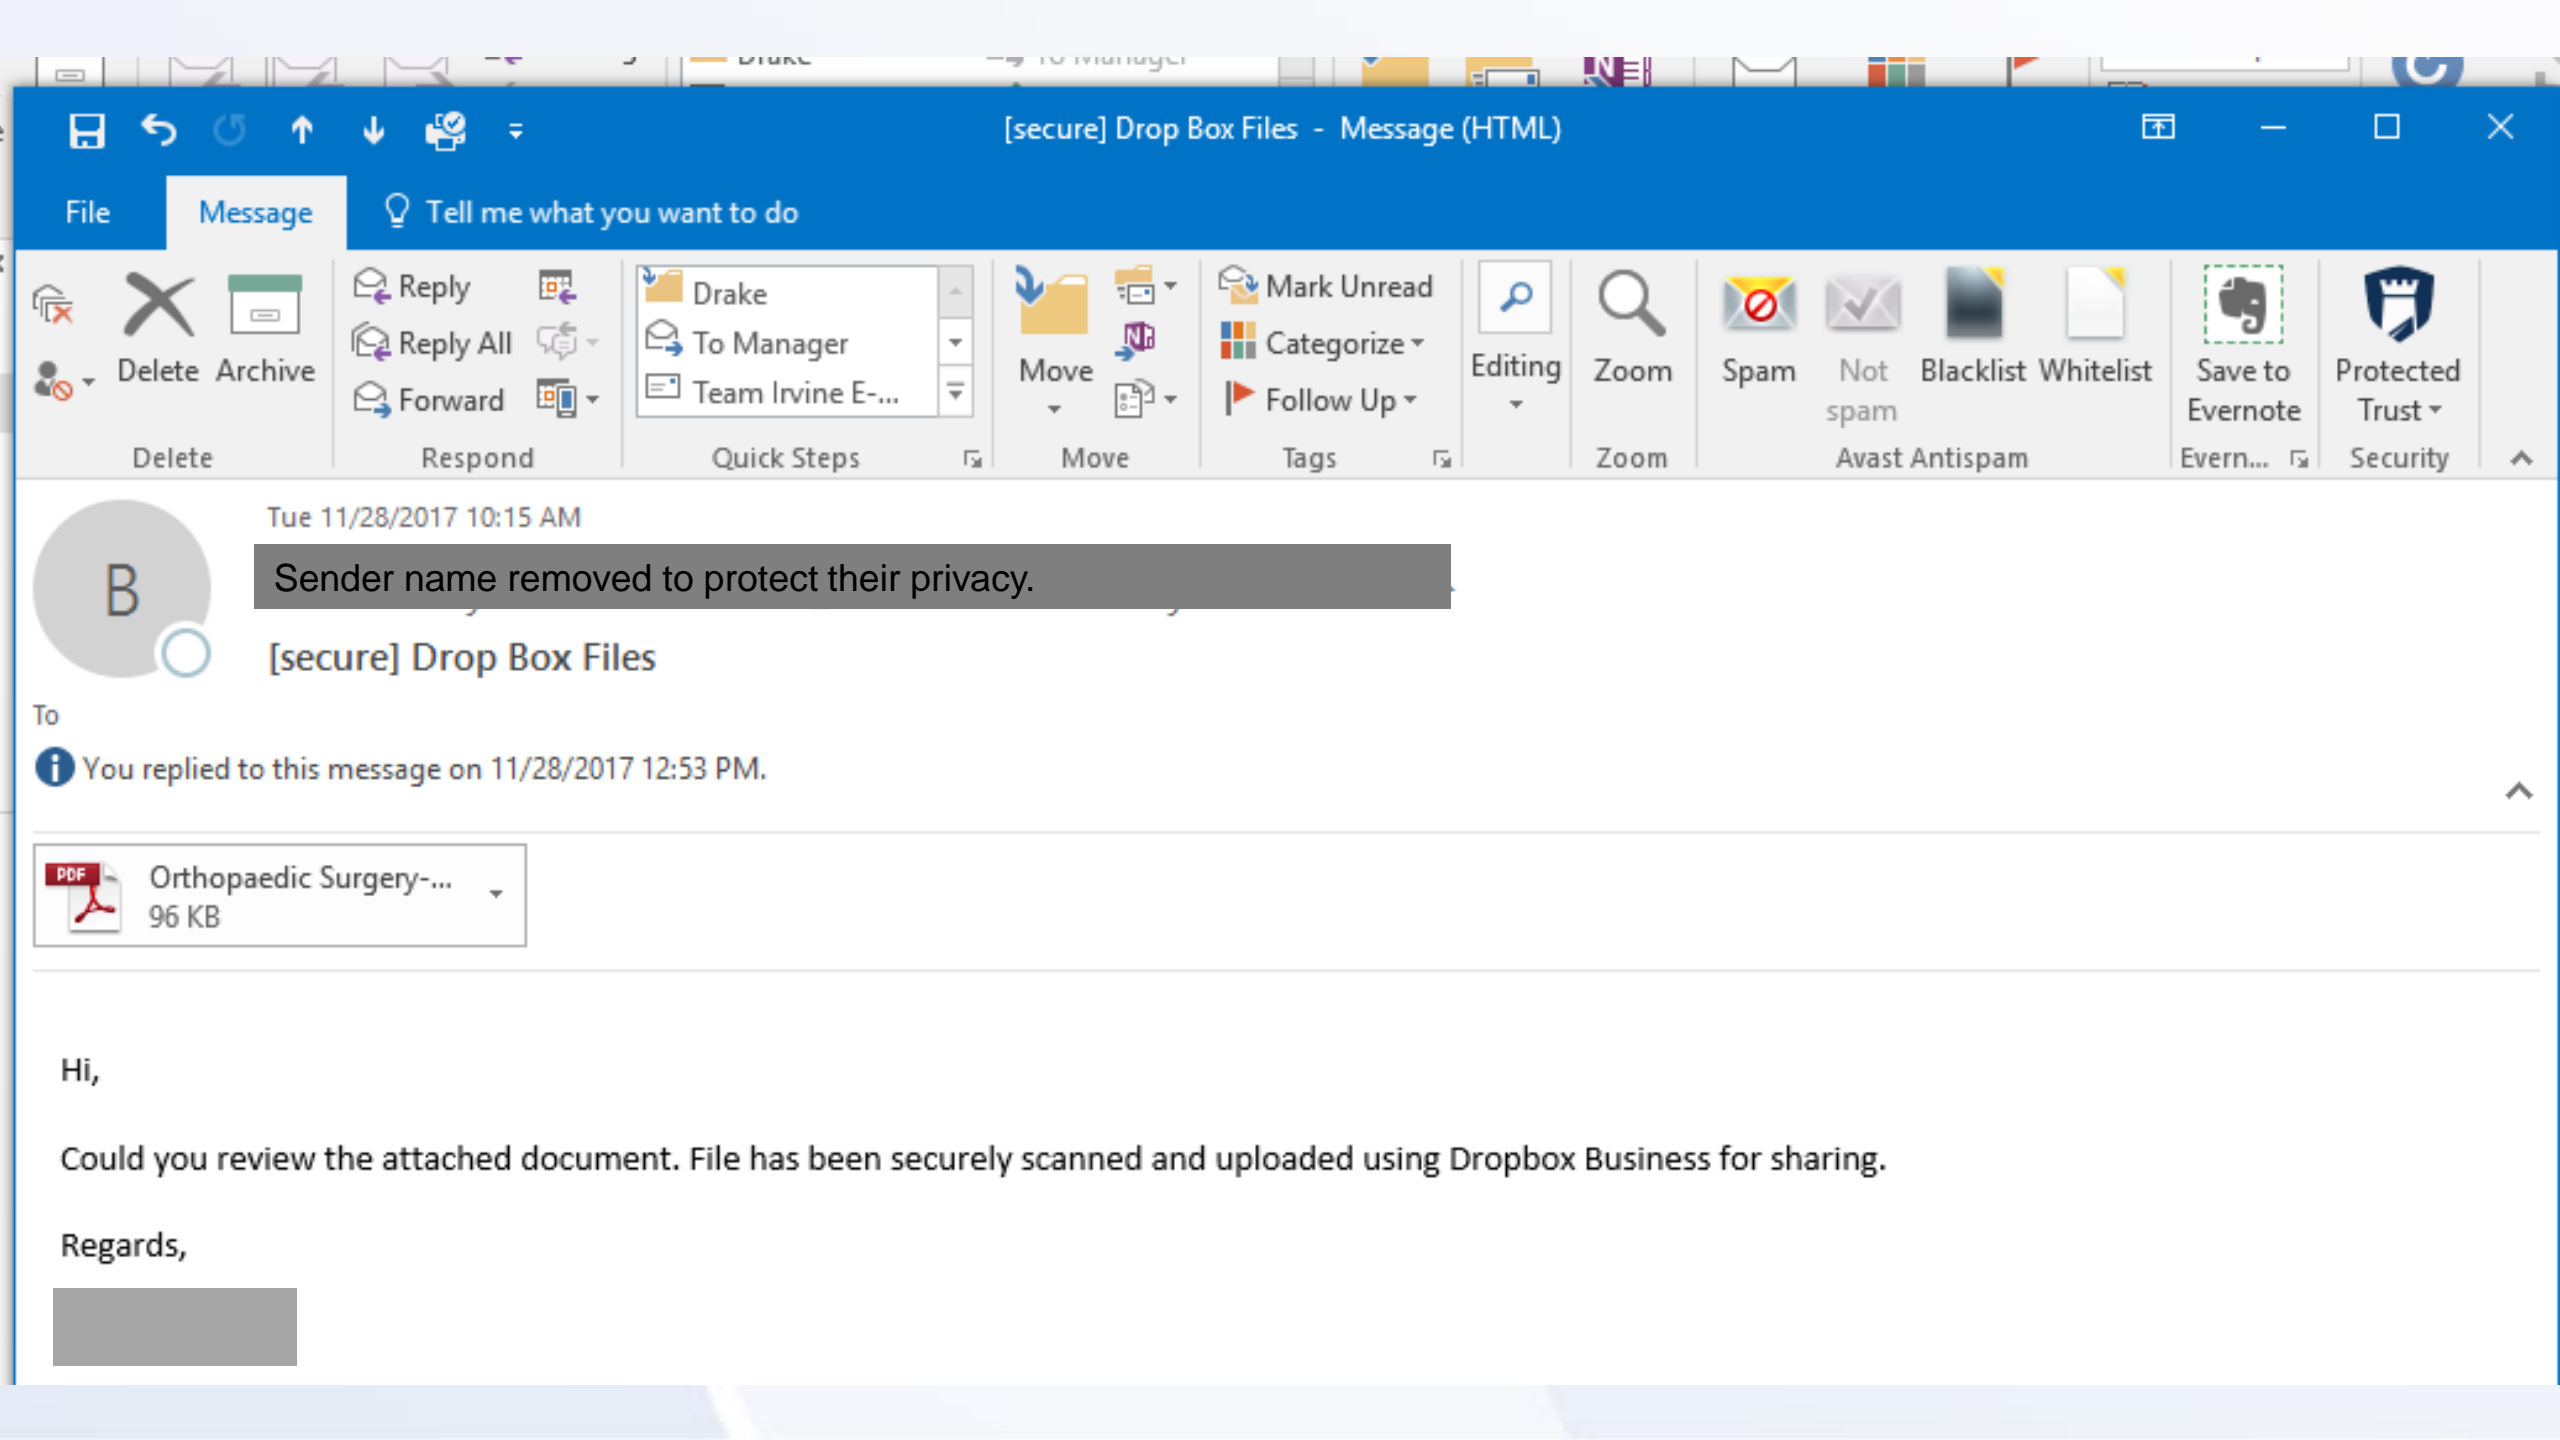 Drake
To Manager
[secure] Drop Box Files - Message (HTML)
File Message Tell me what you want to do
Delete Archive
Reply
Reply All
Forward
Drake
To Manager
Team Irvine E-...
Move
Mark Unread
Categorize
Follow Up
Editing
Zoom
Spam
Not spam
Blacklist
Whitelist
Save to Evernote
Protected Trust
Delete Respond Quick Steps Move Tags Zoom Avast Antispam Evern... Security
Tue 11/28/2017 10:15 AM
B
Sender name removed to protect their privacy.
[secure] Drop Box Files
To
You replied to this message on 11/28/2017 12:53 PM.
PDF
Orthopaedic Surgery-...
96 KB
Hi,
Could you review the attached document. File has been securely scanned and uploaded using Dropbox Business for sharing.
Regards,